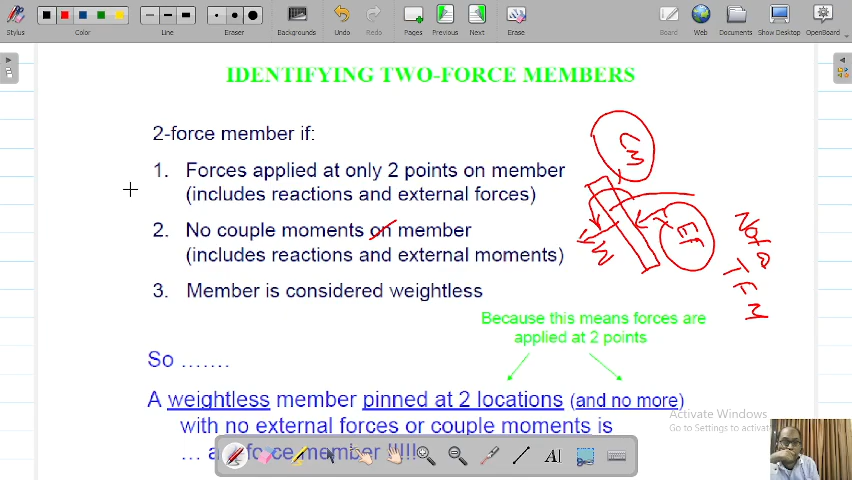 Stylus Color Line Eraser Backgrounds Undo Redo Pages Previous Next Erase Board Web Documents Show Desktop OpenBoard
IDENTIFYING TWO-FORCE MEMBERS
2-force member if:
1. Forces applied at only 2 points on member
(includes reactions and external forces)
2. No couple moments on member
(includes reactions and external moments)
3. Member is considered weightless
CM
EF
M
Not a
TFM
Because this means forces are
applied at 2 points
So …….
A weightless member pinned at 2 locations (and no more)
with no external forces or couple moments is
… a force member !!!!!
Activate Windows
Go to Settings to activat